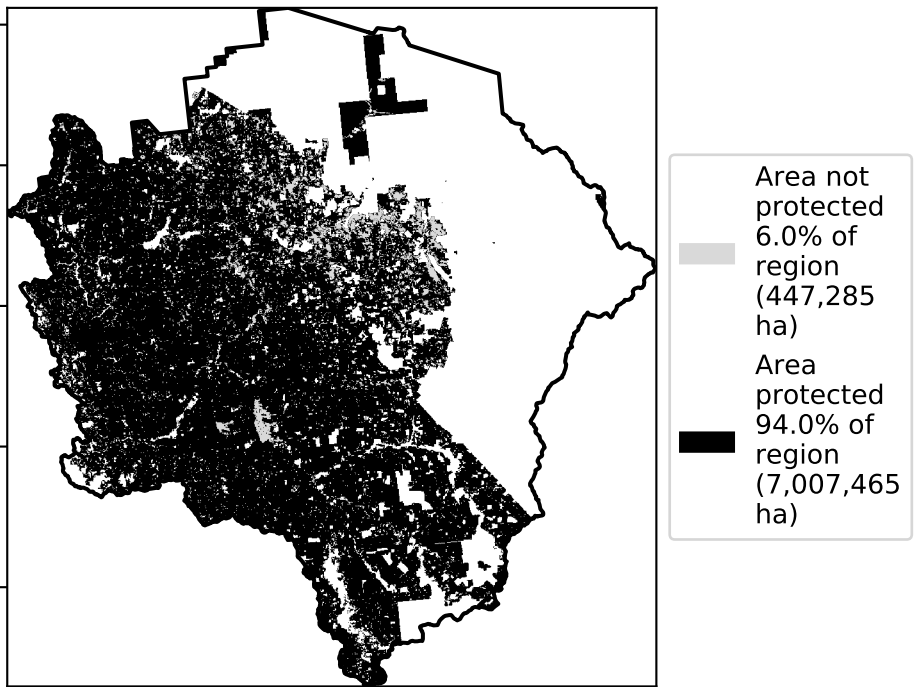 Area not
protected
6.0% of
region
(447,285
ha)
Area
protected
94.0% of
region
(7,007,465
ha)